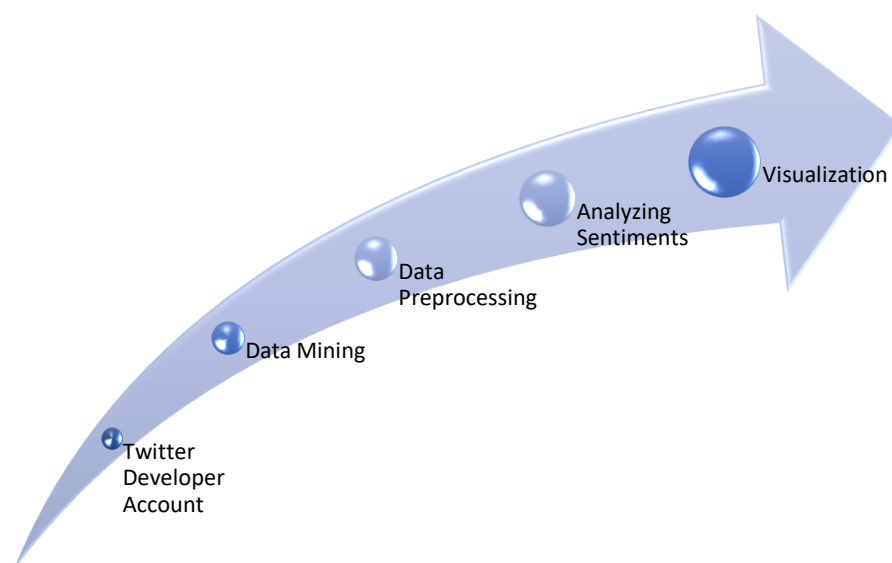 Visualization
Analyzing
Sentiments
Data
Preprocessing
Data Mining
Twitter
Developer
Account